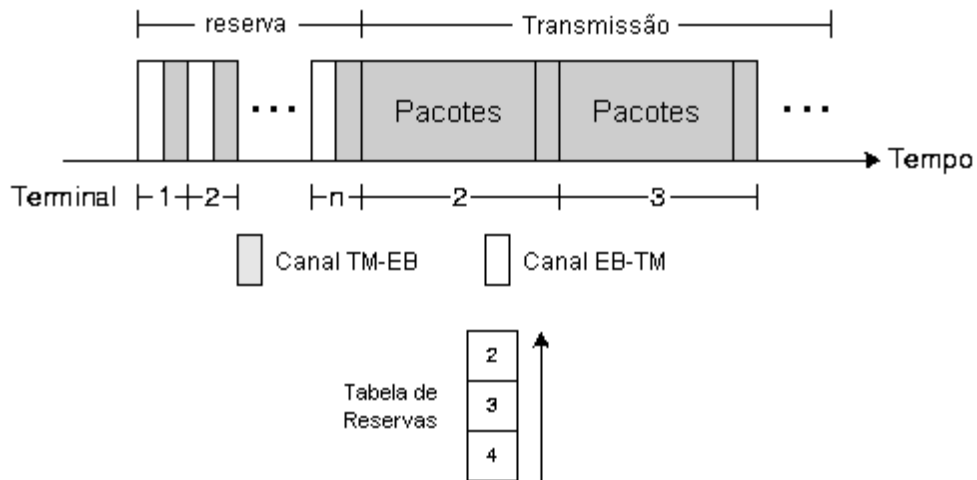 reserva Transmissão
... Pacotes Pacotes ...
Tempo
Terminal 1 2 n 2 3
Canal TM-EB Canal EB-TM
2
Tabela de
3
Reservas
4